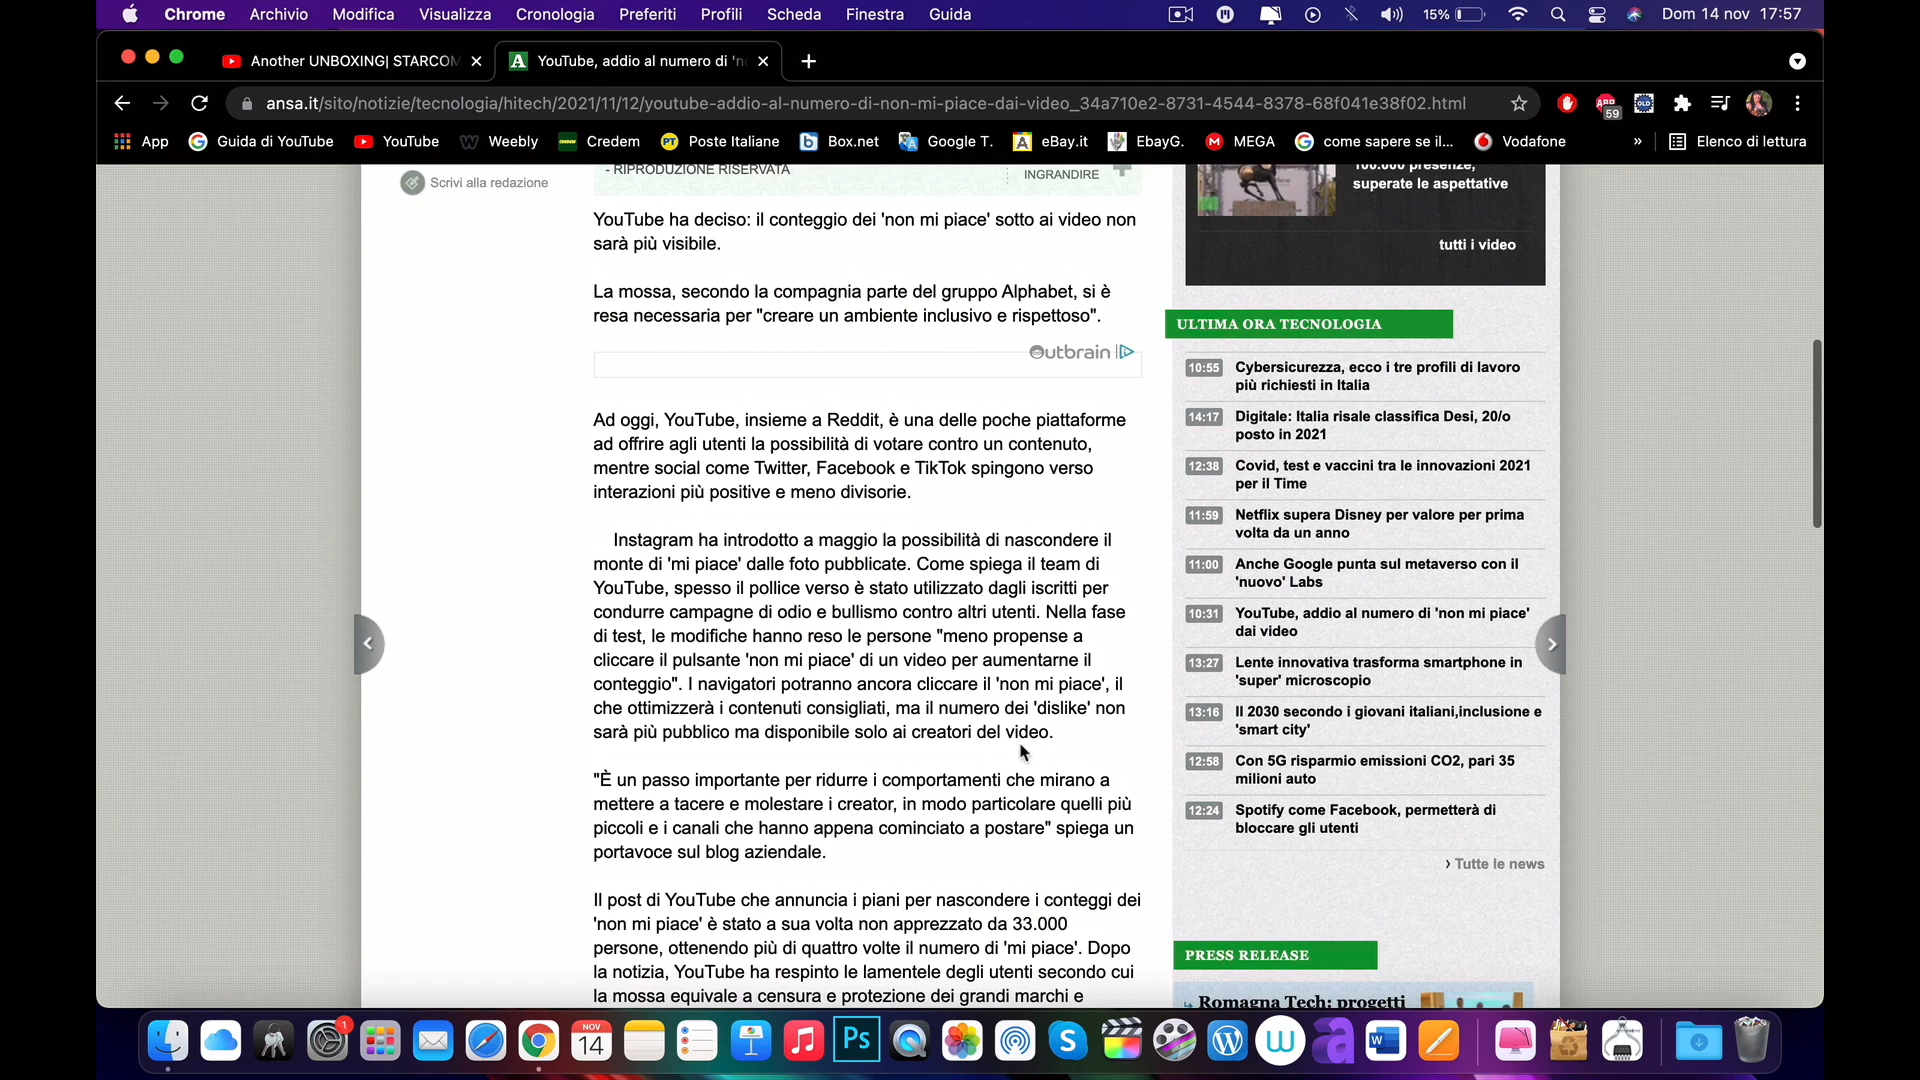 Chrome Archivio Modifica Visualizza Cronologia Preferiti Profili Scheda Finestra Guida 15% Dom 14 nov 17:57
Another UNBOXING| STARCOM
YouTube, addio al numero di 'n
ansa.it/sito/notizie/tecnologia/hitech/2021/11/12/youtube-addio-al-numero-di-non-mi-piace-dai-video_34a710e2-8731-4544-8378-68f041e38f02.html
ABP
59
OLD
App Guida di YouTube YouTube Weebly Credem Poste Italiane Box.net Google T. eBay.it EbayG. MEGA come sapere se il... Vodafone » Elenco di lettura
Scrivi alla redazione
- RIPRODUZIONE RISERVATA
INGRANDIRE
YouTube ha deciso: il conteggio dei 'non mi piace' sotto ai video non
sarà più visibile.
La mossa, secondo la compagnia parte del gruppo Alphabet, si è
resa necessaria per "creare un ambiente inclusivo e rispettoso".
Outbrain
Ad oggi, YouTube, insieme a Reddit, è una delle poche piattaforme
ad offrire agli utenti la possibilità di votare contro un contenuto,
mentre social come Twitter, Facebook e TikTok spingono verso
interazioni più positive e meno divisorie.
Instagram ha introdotto a maggio la possibilità di nascondere il
monte di 'mi piace' dalle foto pubblicate. Come spiega il team di
YouTube, spesso il pollice verso è stato utilizzato dagli iscritti per
condurre campagne di odio e bullismo contro altri utenti. Nella fase
di test, le modifiche hanno reso le persone "meno propense a
cliccare il pulsante 'non mi piace' di un video per aumentarne il
conteggio". I navigatori potranno ancora cliccare il 'non mi piace', il
che ottimizzerà i contenuti consigliati, ma il numero dei 'dislike' non
sarà più pubblico ma disponibile solo ai creatori del video.
"È un passo importante per ridurre i comportamenti che mirano a
mettere a tacere e molestare i creator, in modo particolare quelli più
piccoli e i canali che hanno appena cominciato a postare" spiega un
portavoce sul blog aziendale.
Il post di YouTube che annuncia i piani per nascondere i conteggi dei
'non mi piace' è stato a sua volta non apprezzato da 33.000
persone, ottenendo più di quattro volte il numero di 'mi piace'. Dopo
la notizia, YouTube ha respinto le lamentele degli utenti secondo cui
la mossa equivale a censura e protezione dei grandi marchi e
100.000 presenze,
superate le aspettative
tutti i video
ULTIMA ORA TECNOLOGIA
10:55 Cybersicurezza, ecco i tre profili di lavoro
più richiesti in Italia
14:17 Digitale: Italia risale classifica Desi, 20/o
posto in 2021
12:38 Covid, test e vaccini tra le innovazioni 2021
per il Time
11:59 Netflix supera Disney per valore per prima
volta da un anno
11:00 Anche Google punta sul metaverso con il
'nuovo' Labs
10:31 YouTube, addio al numero di 'non mi piace'
dai video
13:27 Lente innovativa trasforma smartphone in
'super' microscopio
13:16 Il 2030 secondo i giovani italiani,inclusione e
'smart city'
12:58 Con 5G risparmio emissioni CO2, pari 35
milioni auto
12:24 Spotify come Facebook, permetterà di
bloccare gli utenti
› Tutte le news
PRESS RELEASE
Romagna Tech: progetti
1
NOV
14
Ps